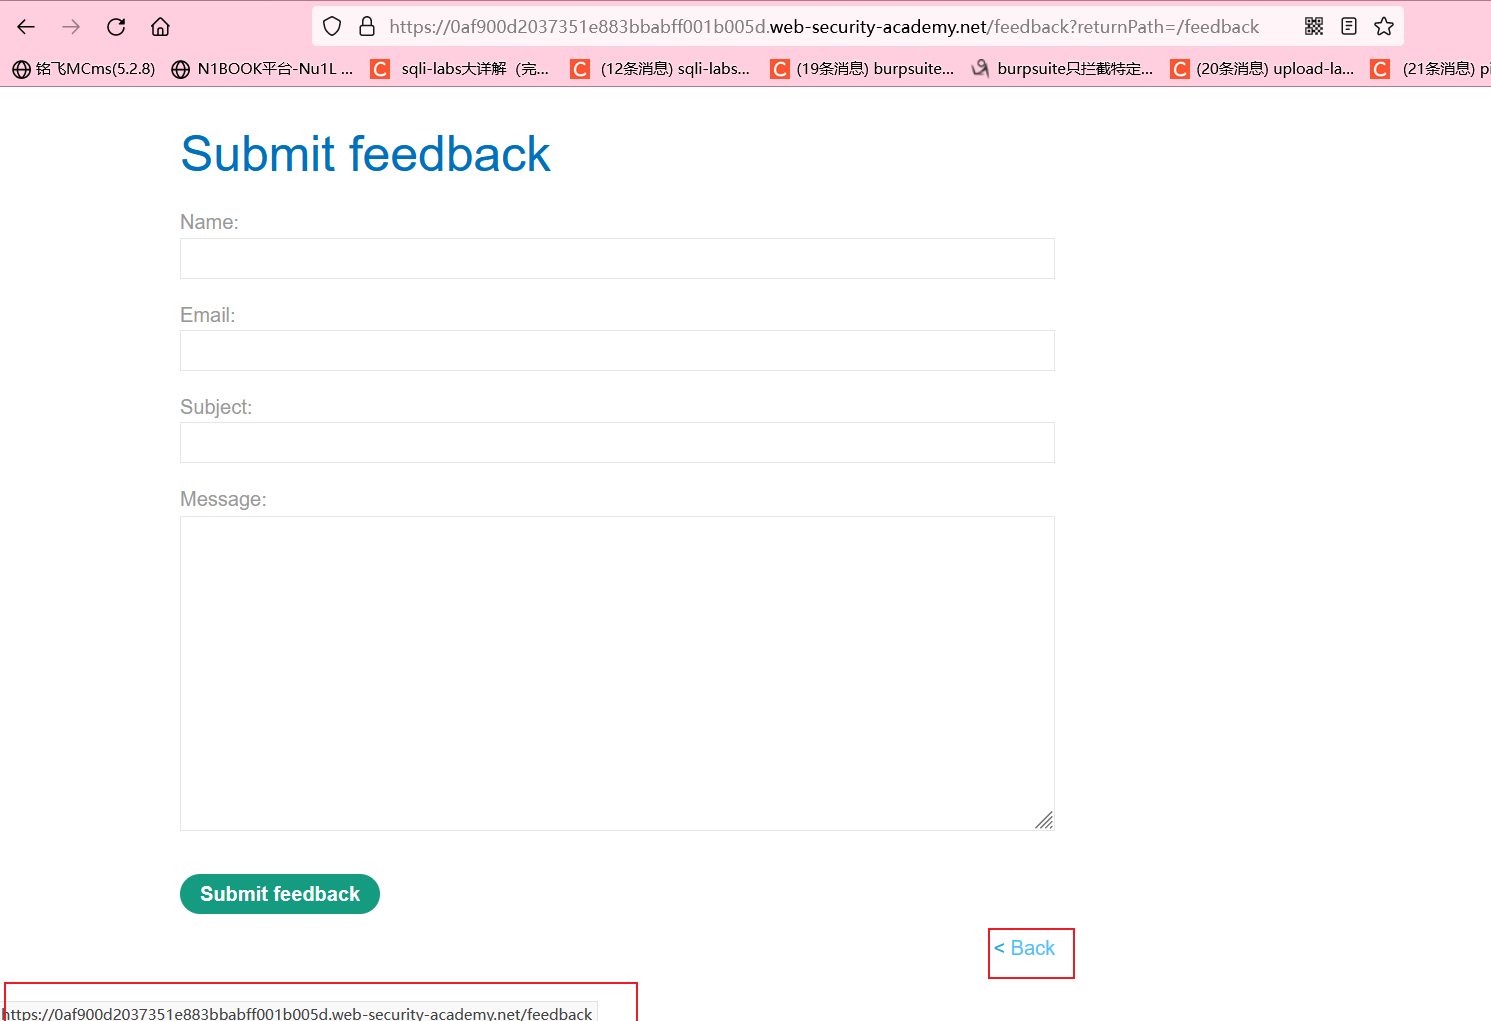 https://0af900d2037351e883bbabff001b005d.web-security-academy.net/feedback?returnPath=/feedback
铭飞MCms(5.2.8) N1BOOK平台-Nu1L ... C sqli-labs大详解（完... C (12条消息) sqli-labs... C (19条消息) burpsuite... burpsuite只拦截特定... C (20条消息) upload-la... C (21条消息) pi
Submit feedback
Name:
Email:
Subject:
Message:
Submit feedback
< Back
https://0af900d2037351e883bbabff001b005d.web-security-academy.net/feedback